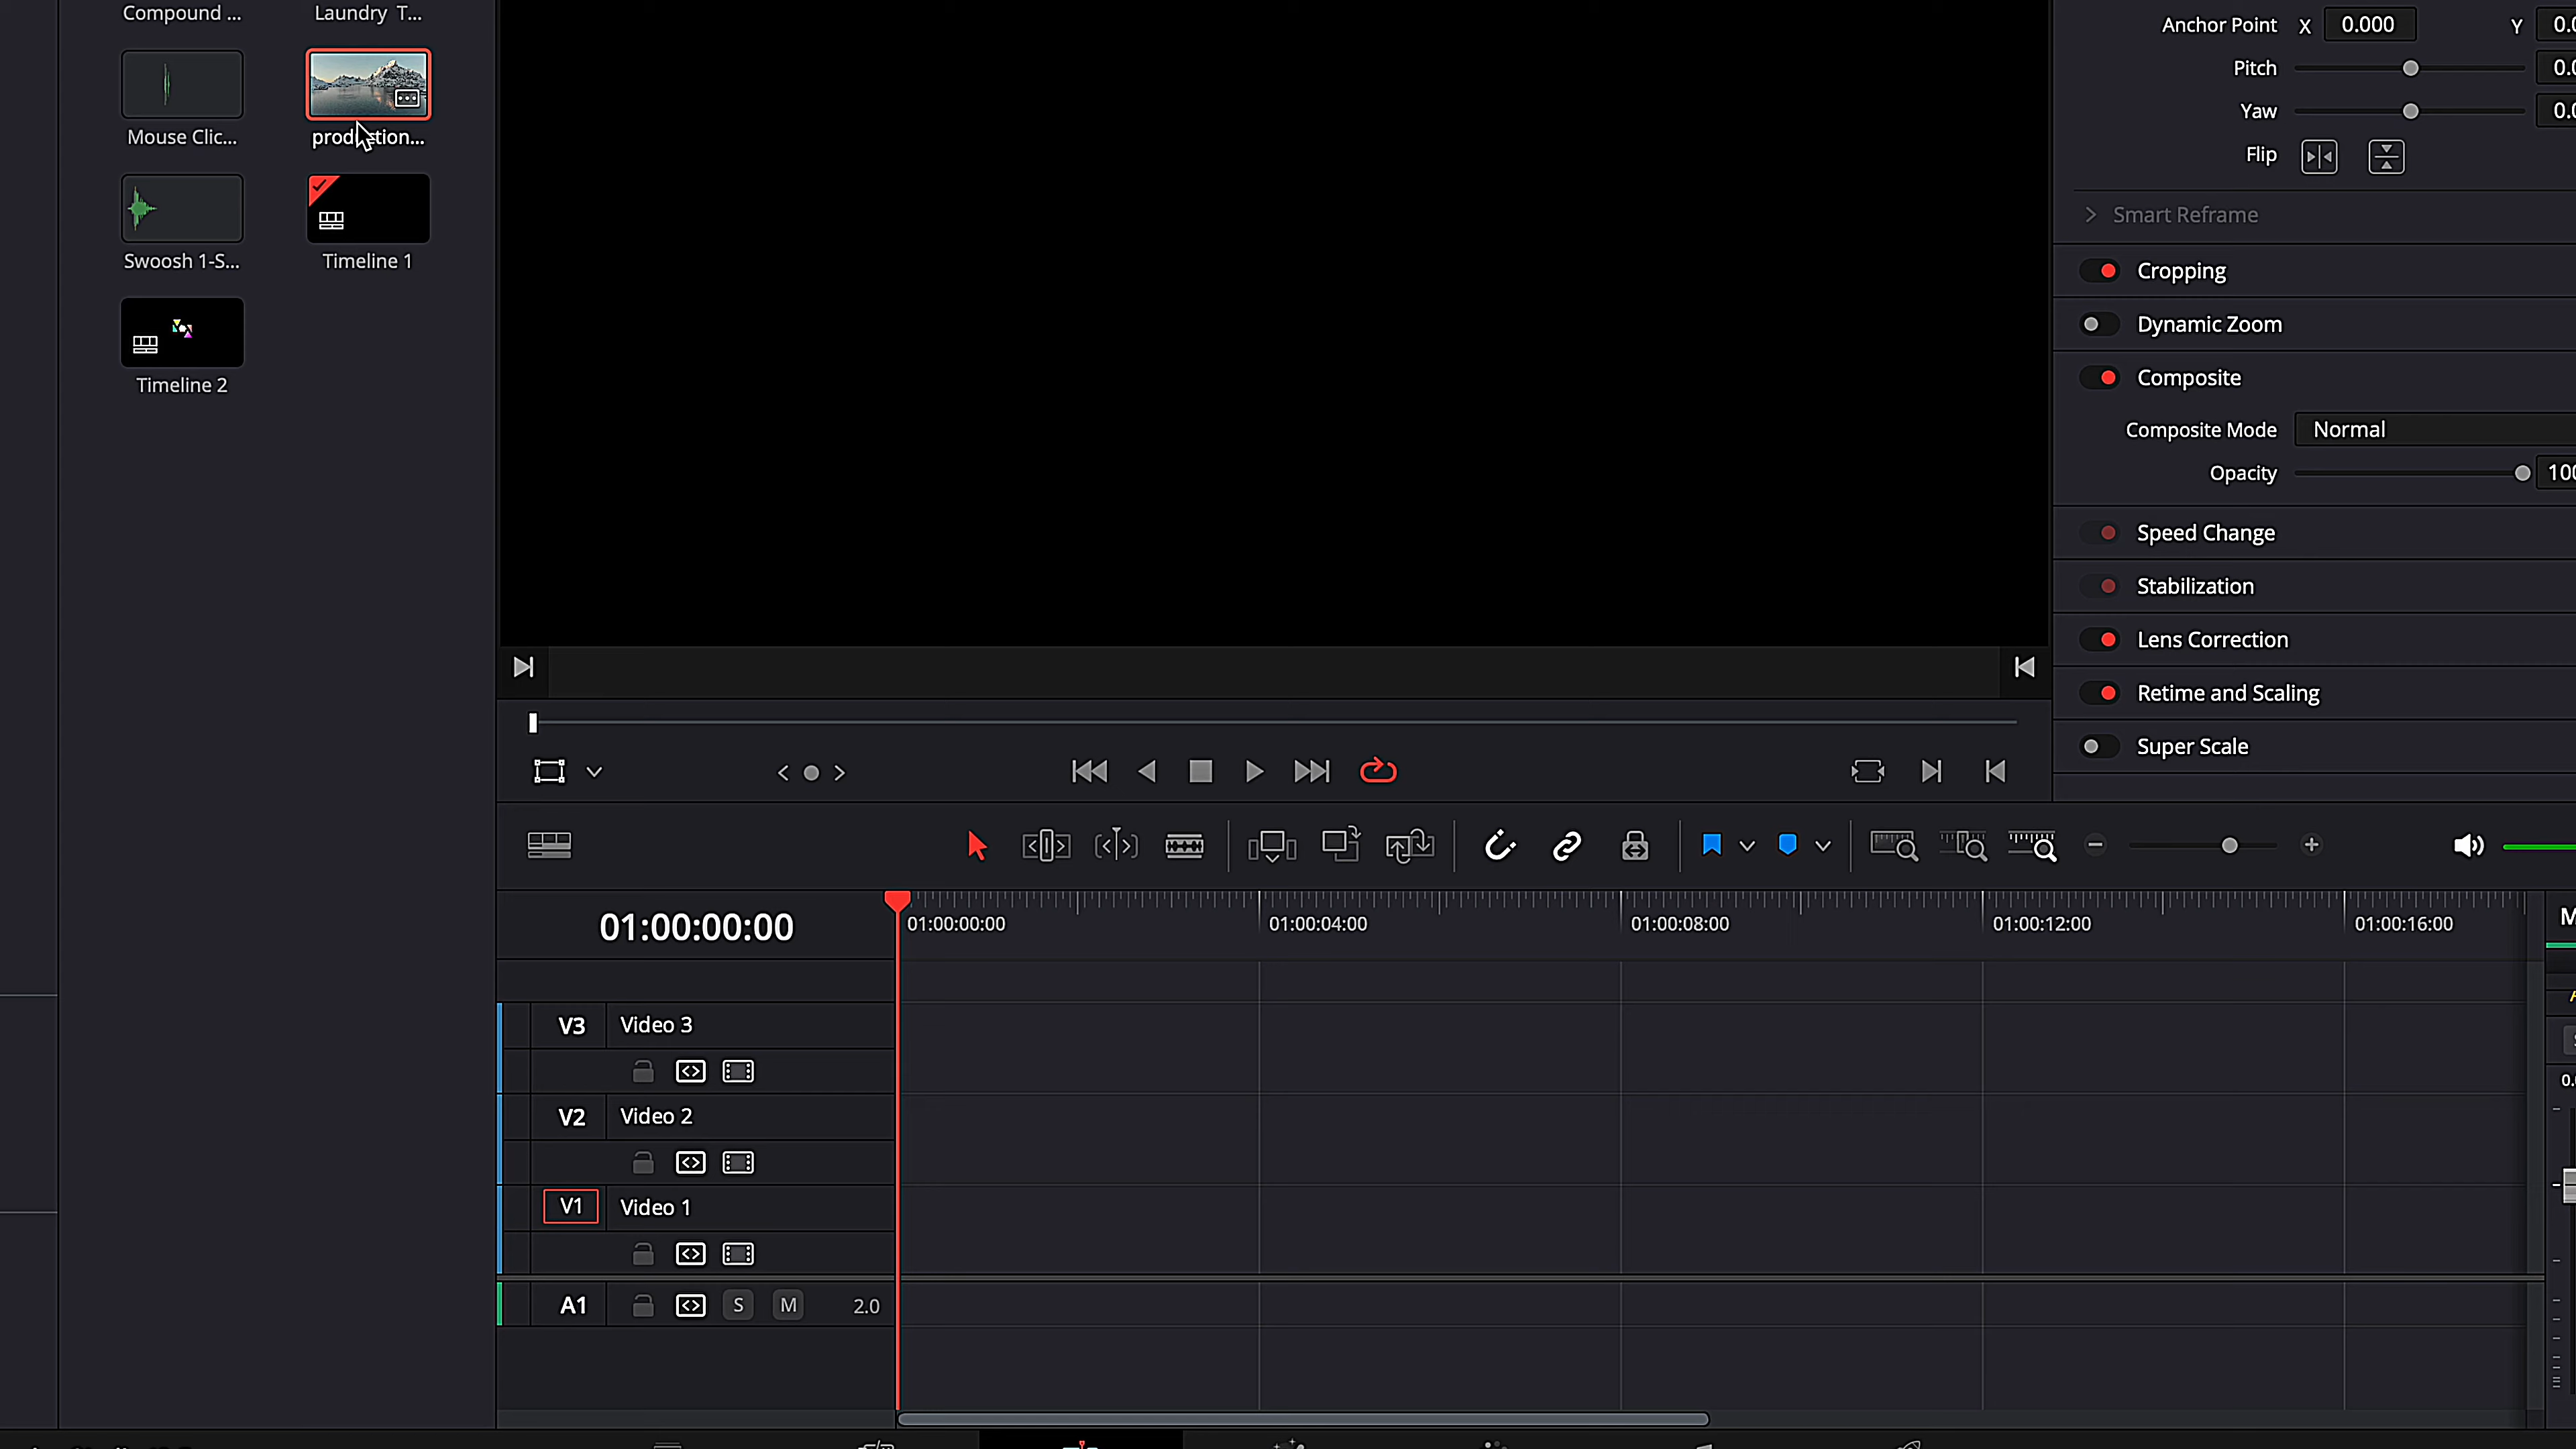 Compound ...
Laundry T...
Mouse Clic...
production...
Swoosh 1-S...
Timeline 1
Timeline 2
Anchor Point X 0.000 Y
Pitch
Yaw
Flip
Smart Reframe
Cropping
Dynamic Zoom
Composite
Composite Mode Normal
Opacity
Speed Change
Stabilization
Lens Correction
Retime and Scaling
Super Scale
01:00:00:00
01:00:00:00 01:00:04:00 01:00:08:00 01:00:12:00 01:00:16:00
V3 Video 3
V2 Video 2
V1 Video 1
A1 S M 2.0